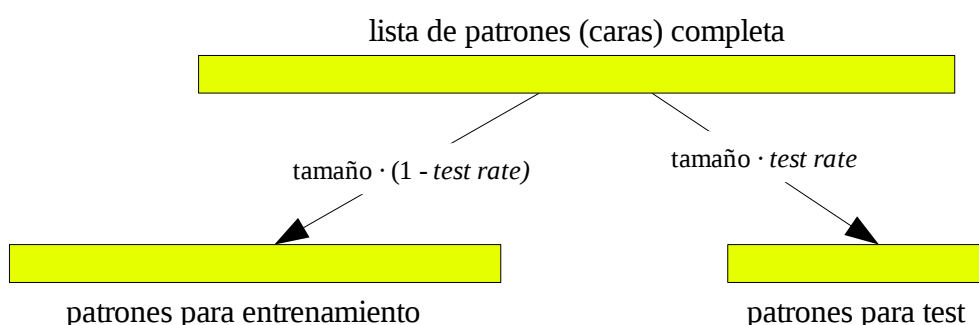 lista de patrones (caras) completa
tamaño · (1 - test rate)
tamaño · test rate
patrones para entrenamiento
patrones para test